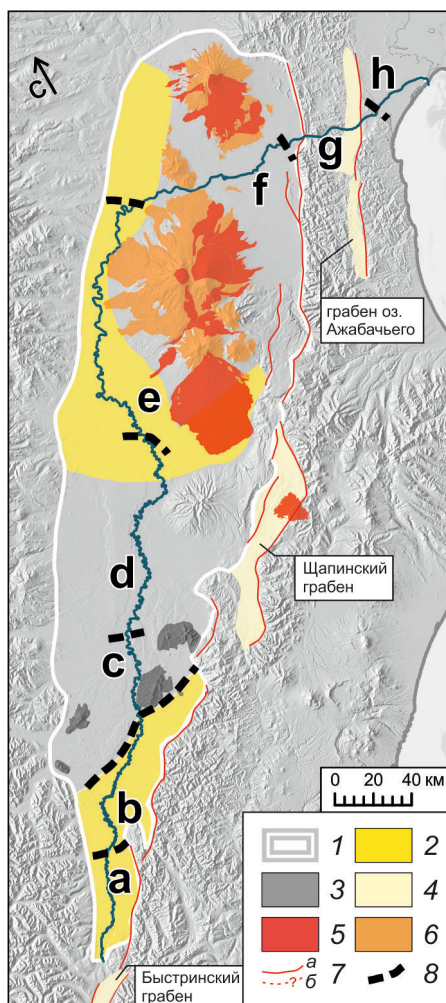 с
h
g
f
грабен оз.
Ажабачьего
e
Щапинский
грабен
d
c
b
a
Быстринский
грабен
0 20 40 км
1 2
3 4
5 6
а
б
?
7 8